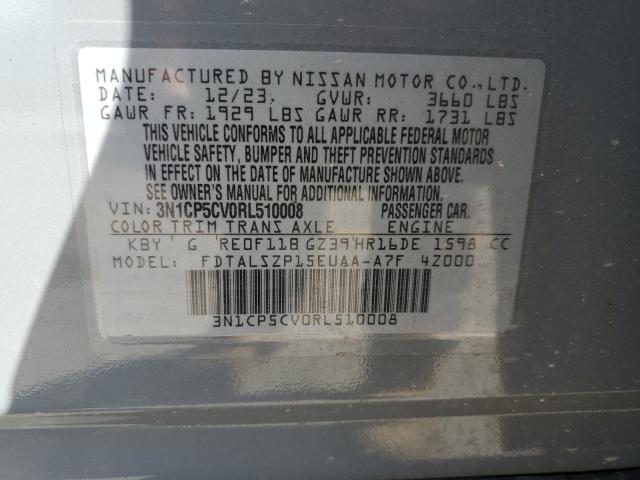 MANUFACTURED BY NISSAN MOTOR CO., LTD.
DATE: 12/23, GVWR: 3660 LBS
GAWR FR: 1929 LBS GAWR RR: 1731 LBS
THIS VEHICLE CONFORMS TO ALL APPLICABLE FEDERAL MOTOR
VEHICLE SAFETY, BUMPER AND THEFT PREVENTION STANDARDS
IN EFFECT ON THE DATE OF MANUFACTURE SHOWN ABOVE.
SEE OWNER'S MANUAL FOR ADDITIONAL INFORMATION.
VIN: 3N1CP5CV0RL510008 PASSENGER CAR.
COLOR TRIM TRANS AXLE ENGINE
KBY G RE0F11B GZ39 HR16DE 1598 CC
MODEL: FDTALSZP15EUAA-A7F 4Z000
3N1CP5CV0RL510008